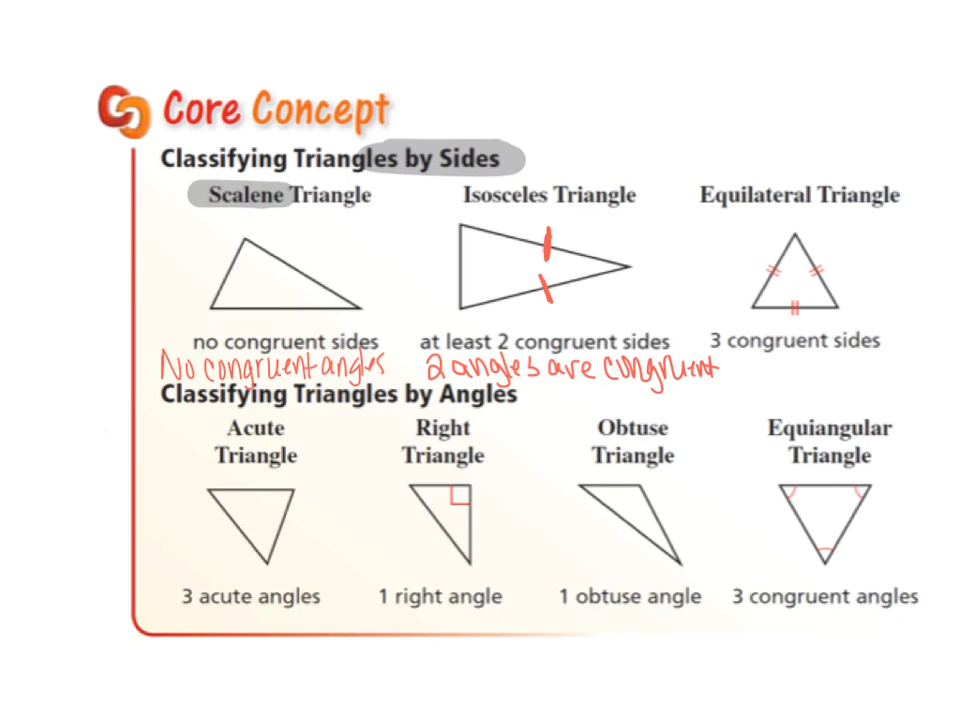 Core Concept
Classifying Triangles by Sides
Scalene Triangle Isosceles Triangle Equilateral Triangle
no congruent sides at least 2 congruent sides 3 congruent sides
No congruent angles 2 angles are congruent
Classifying Triangles by Angles
Acute Right Obtuse Equiangular
Triangle Triangle Triangle Triangle
3 acute angles 1 right angle 1 obtuse angle 3 congruent angles